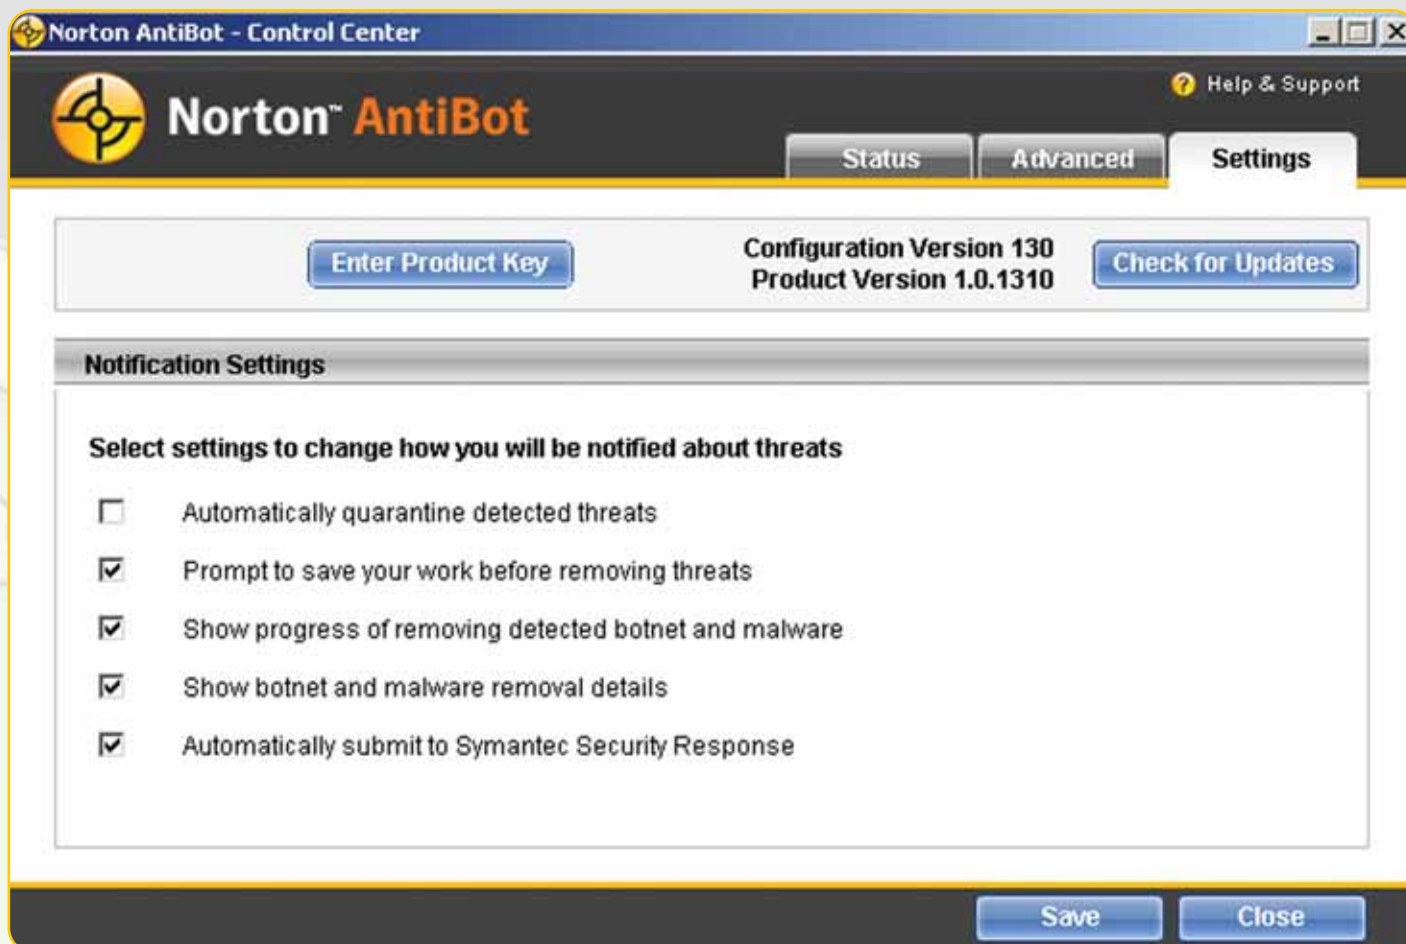 Norton AntiBot - Control Center
Help & Support
Norton™ AntiBot
Status
Advanced
Settings
Enter Product Key
Configuration Version 130
Product Version 1.0.1310
Check for Updates
Notification Settings
Select settings to change how you will be notified about threats
Automatically quarantine detected threats
Prompt to save your work before removing threats
Show progress of removing detected botnet and malware
Show botnet and malware removal details
Automatically submit to Symantec Security Response
Save
Close